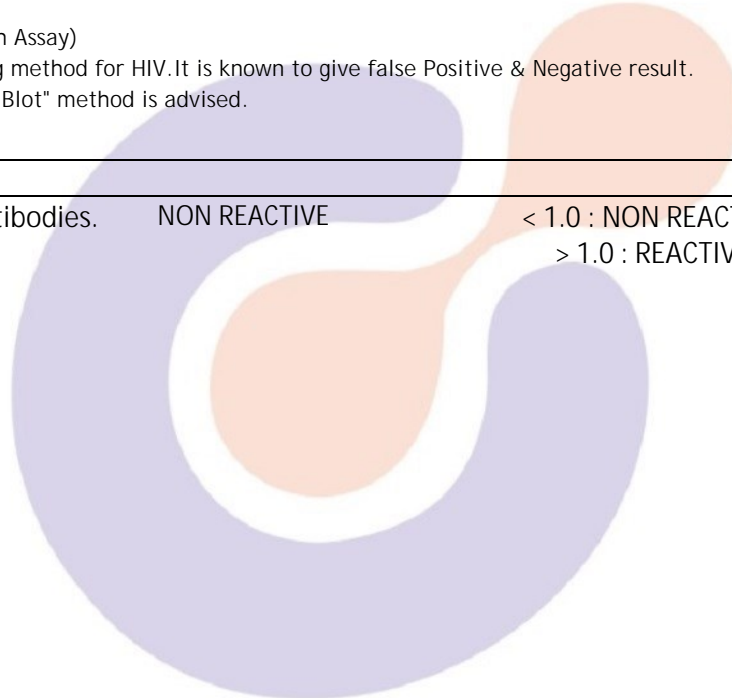 n Assay)
g method for HIV.It is known to give false Positive & Negative result.
Blot" method is advised.
tibodies. NON REACTIVE < 1.0 : NON REACT
> 1.0 : REACTIV